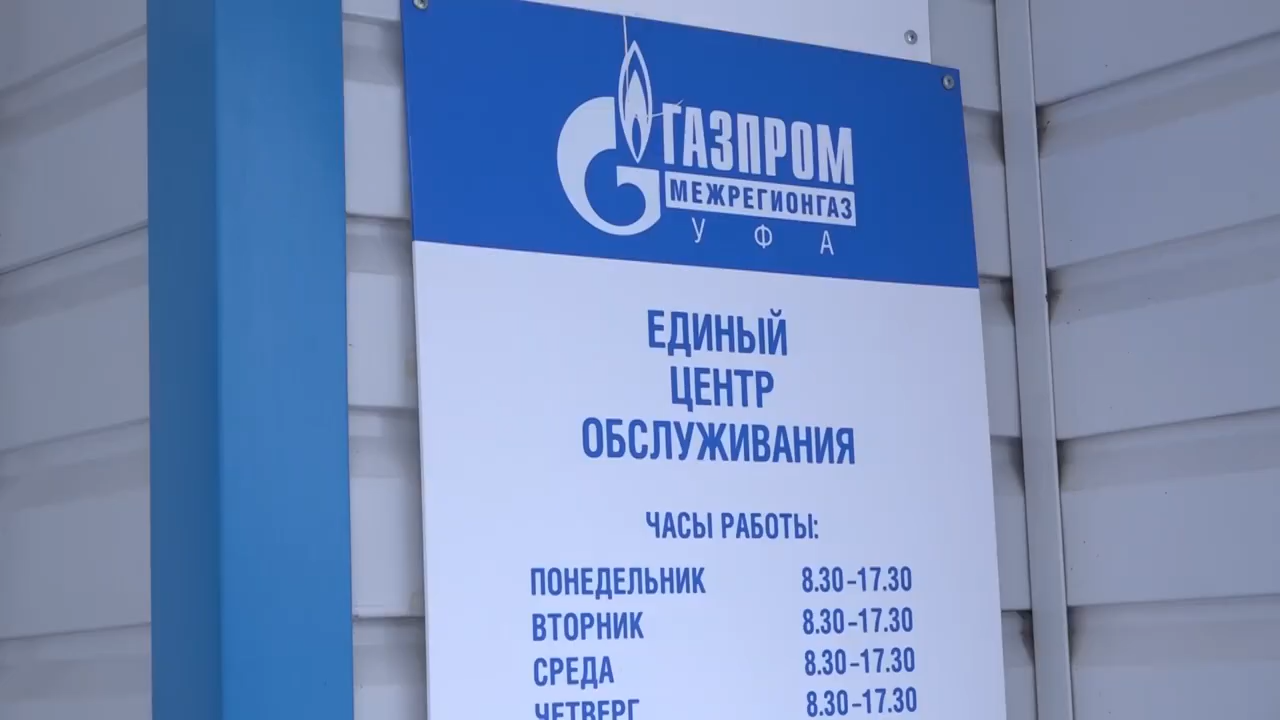 ГАЗПРОМ
МЕЖРЕГИОНГАЗ
УФА
ЕДИНЫЙ
ЦЕНТР
ОБСЛУЖИВАНИЯ
ЧАСЫ РАБОТЫ:
ПОНЕДЕЛЬНИК 8.30-17.30
ВТОРНИК 8.30-17.30
СРЕДА 8.30-17.30
ЧЕТВЕРГ 8.30-17.30